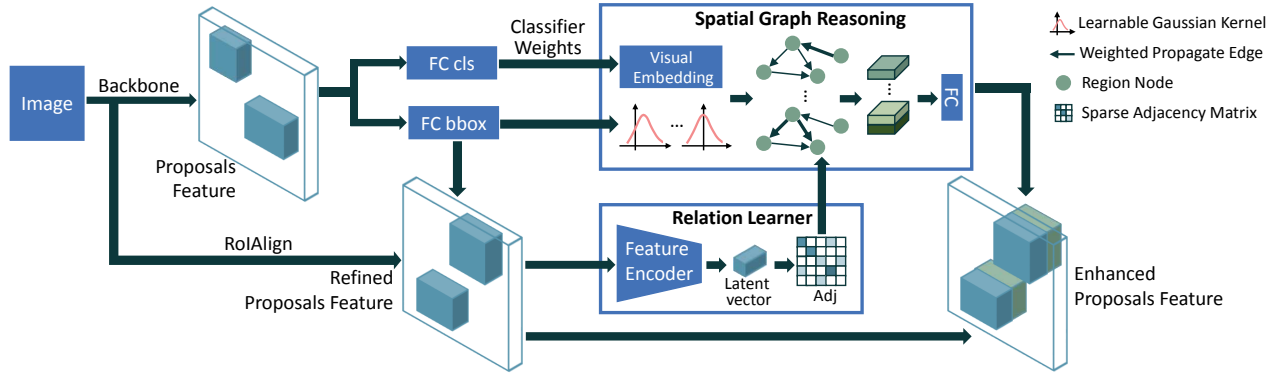 Image
Backbone
Proposals
Feature
FC cls
FC bbox
Classifier
Weights
Spatial Graph Reasoning
Visual
Embedding
...
...
...
FC
Learnable Gaussian Kernel
Weighted Propagate Edge
Region Node
Sparse Adjacency Matrix
RoIAlign
Refined
Proposals Feature
Relation Learner
Feature
Encoder
Latent
vector
Adj
Enhanced
Proposals Feature